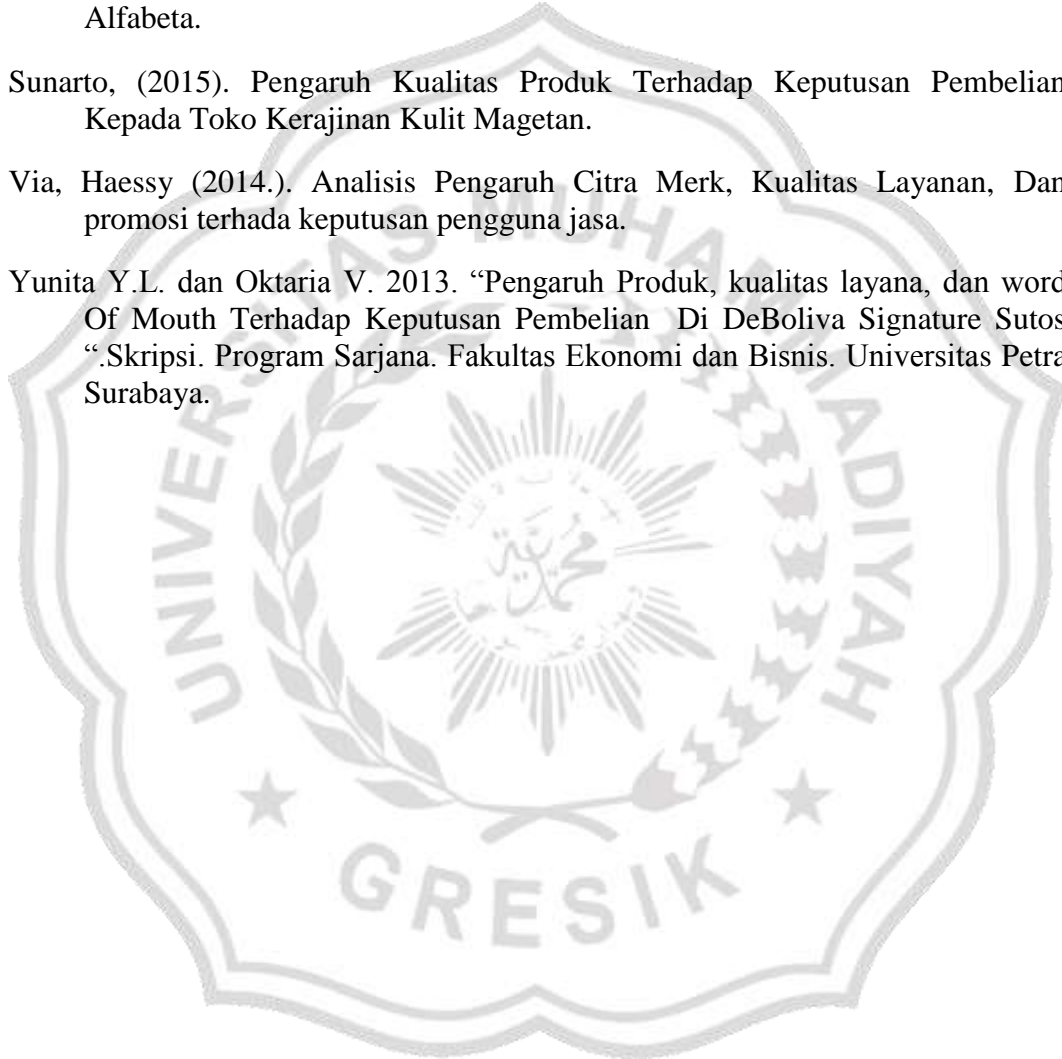 Alfabeta.
Sunarto, (2015). Pengaruh Kualitas Produk Terhadap Keputusan Pembelian
Kepada Toko Kerajinan Kulit Magetan.
Via, Haessy (2014.). Analisis Pengaruh Citra Merk, Kualitas Layanan, Dan
promosi terhada keputusan pengguna jasa.
Yunita Y.L. dan Oktaria V. 2013. “Pengaruh Produk, kualitas layana, dan word
Of Mouth Terhadap Keputusan Pembelian Di DeBoliva Signature Sutos
“.Skripsi. Program Sarjana. Fakultas Ekonomi dan Bisnis. Universitas Petra
Surabaya.
UNIVERSITAS MUHAMMADIYAH
محمد
GRESIK